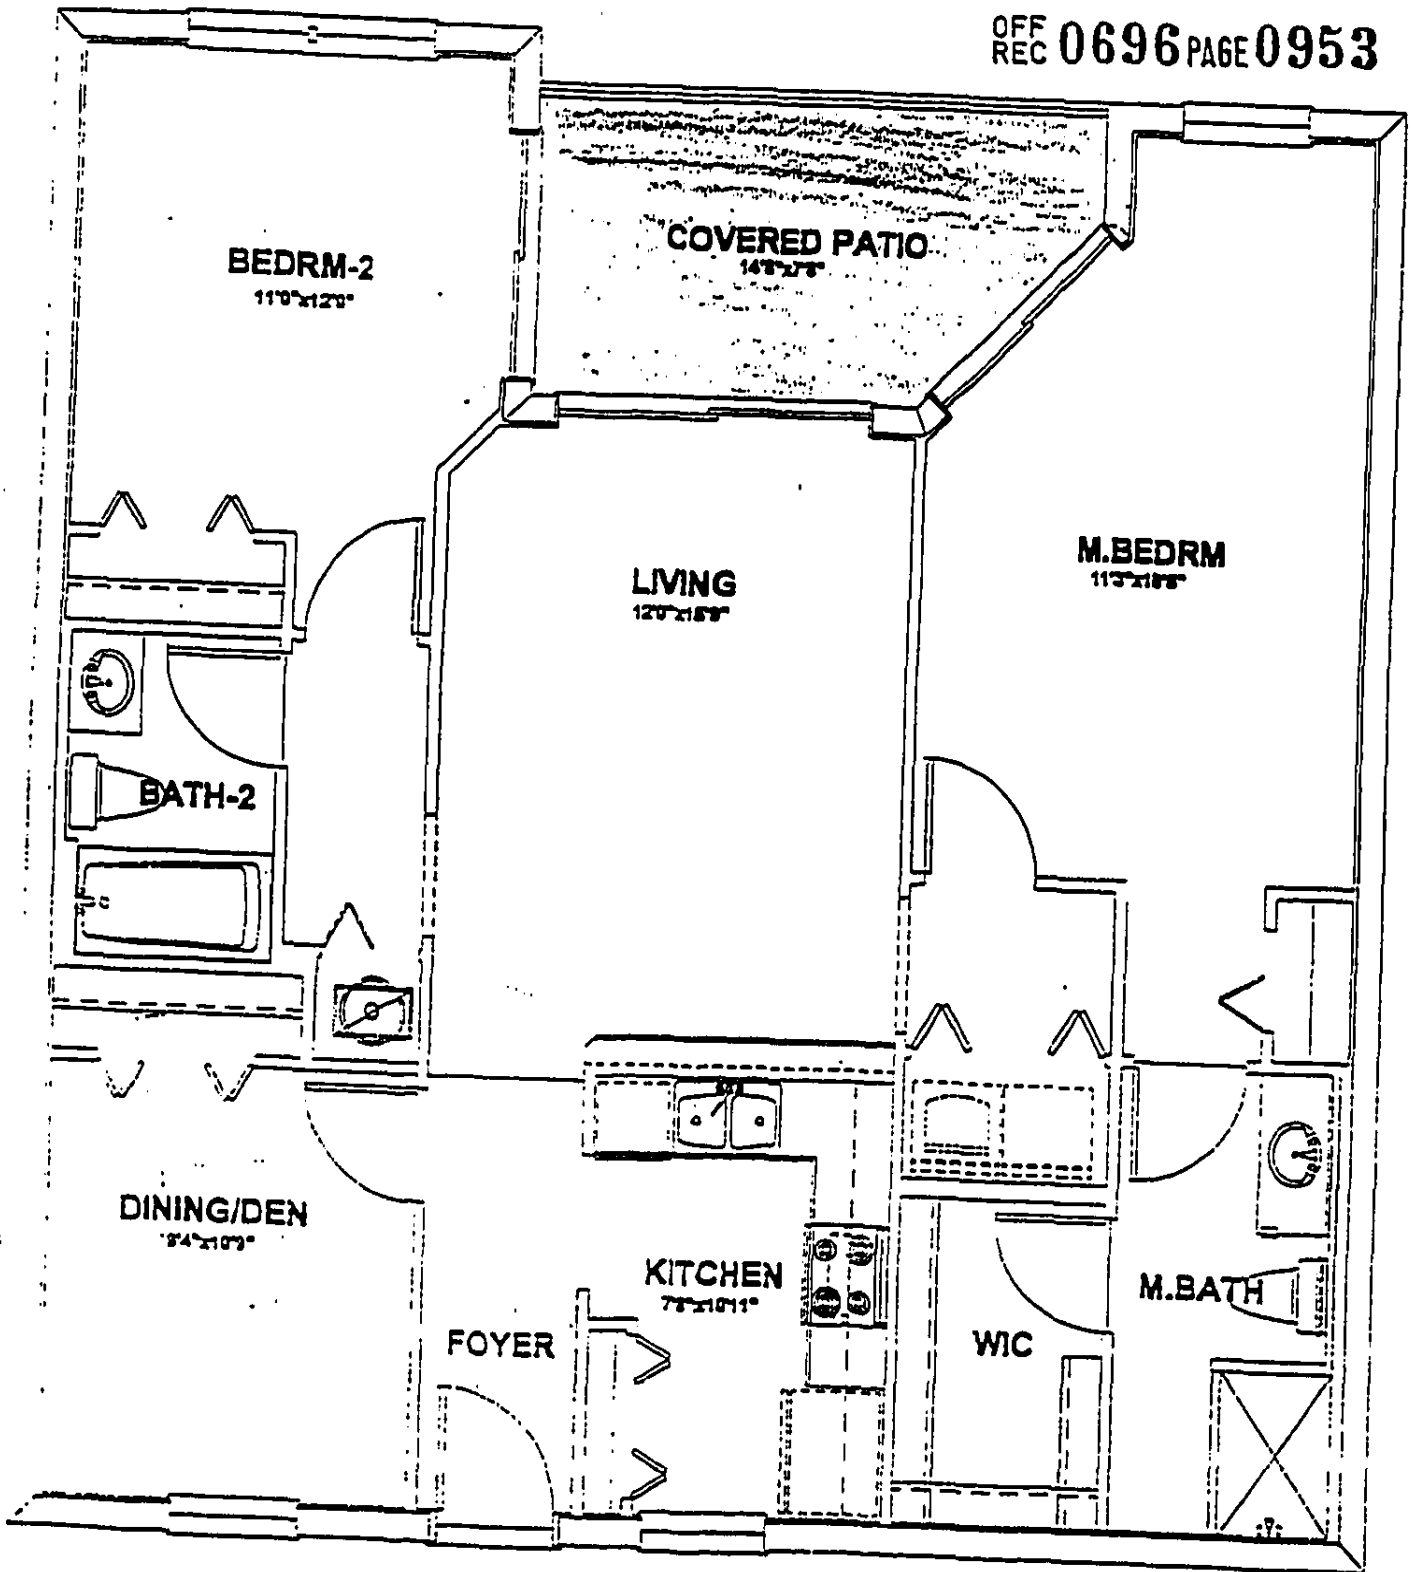 OFF
REC 0696 PAGE 0953
BEDRM-2
11'0"x12'0"
COVERED PATIO
LIVING
M.BEDRM
BATH-2
DINING/DEN
KITCHEN
FOYER
WIC
M.BATH